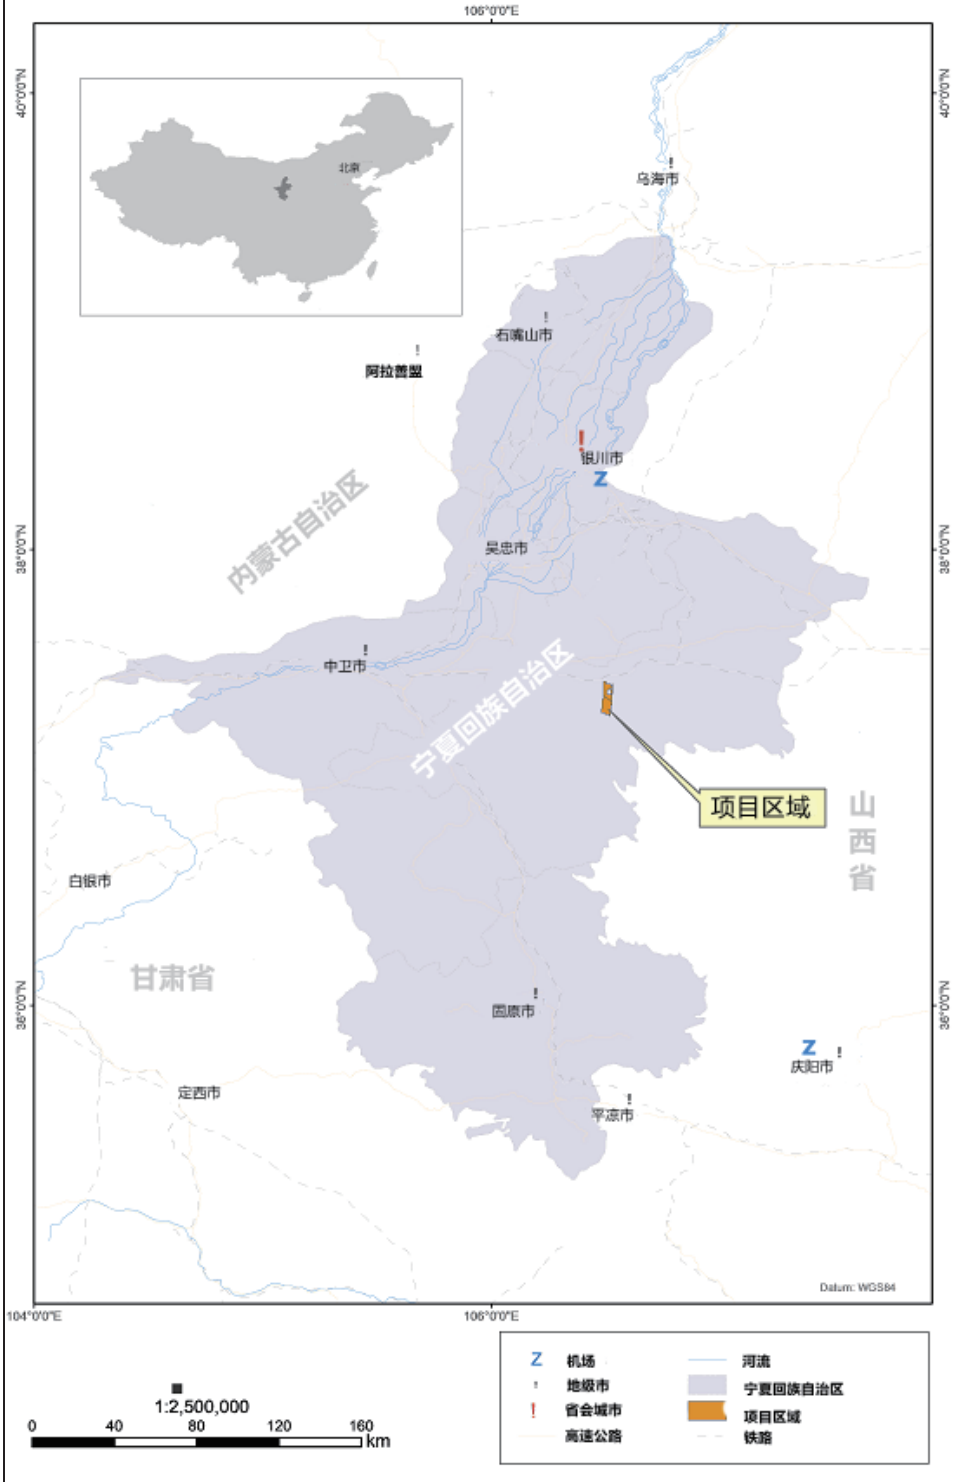 106°0'0"E
40°0'0"N
40°0'0"N
北京
乌海市
石嘴山市
阿拉善盟
银川市
Z
内蒙古自治区
38°0'0"N
吴忠市
38°0'0"N
中卫市
宁夏回族自治区
项目区域
山西省
白银市
甘肃省
36°0'0"N
固原市
36°0'0"N
Z
庆阳市
定西市
平凉市
Datum: WGS84
104°0'0"E
106°0'0"E
Z 机场
河流
地级市
宁夏回族自治区
! 省会城市
项目区域
高速公路
铁路
1:2,500,000
0 40 80 120 160
km